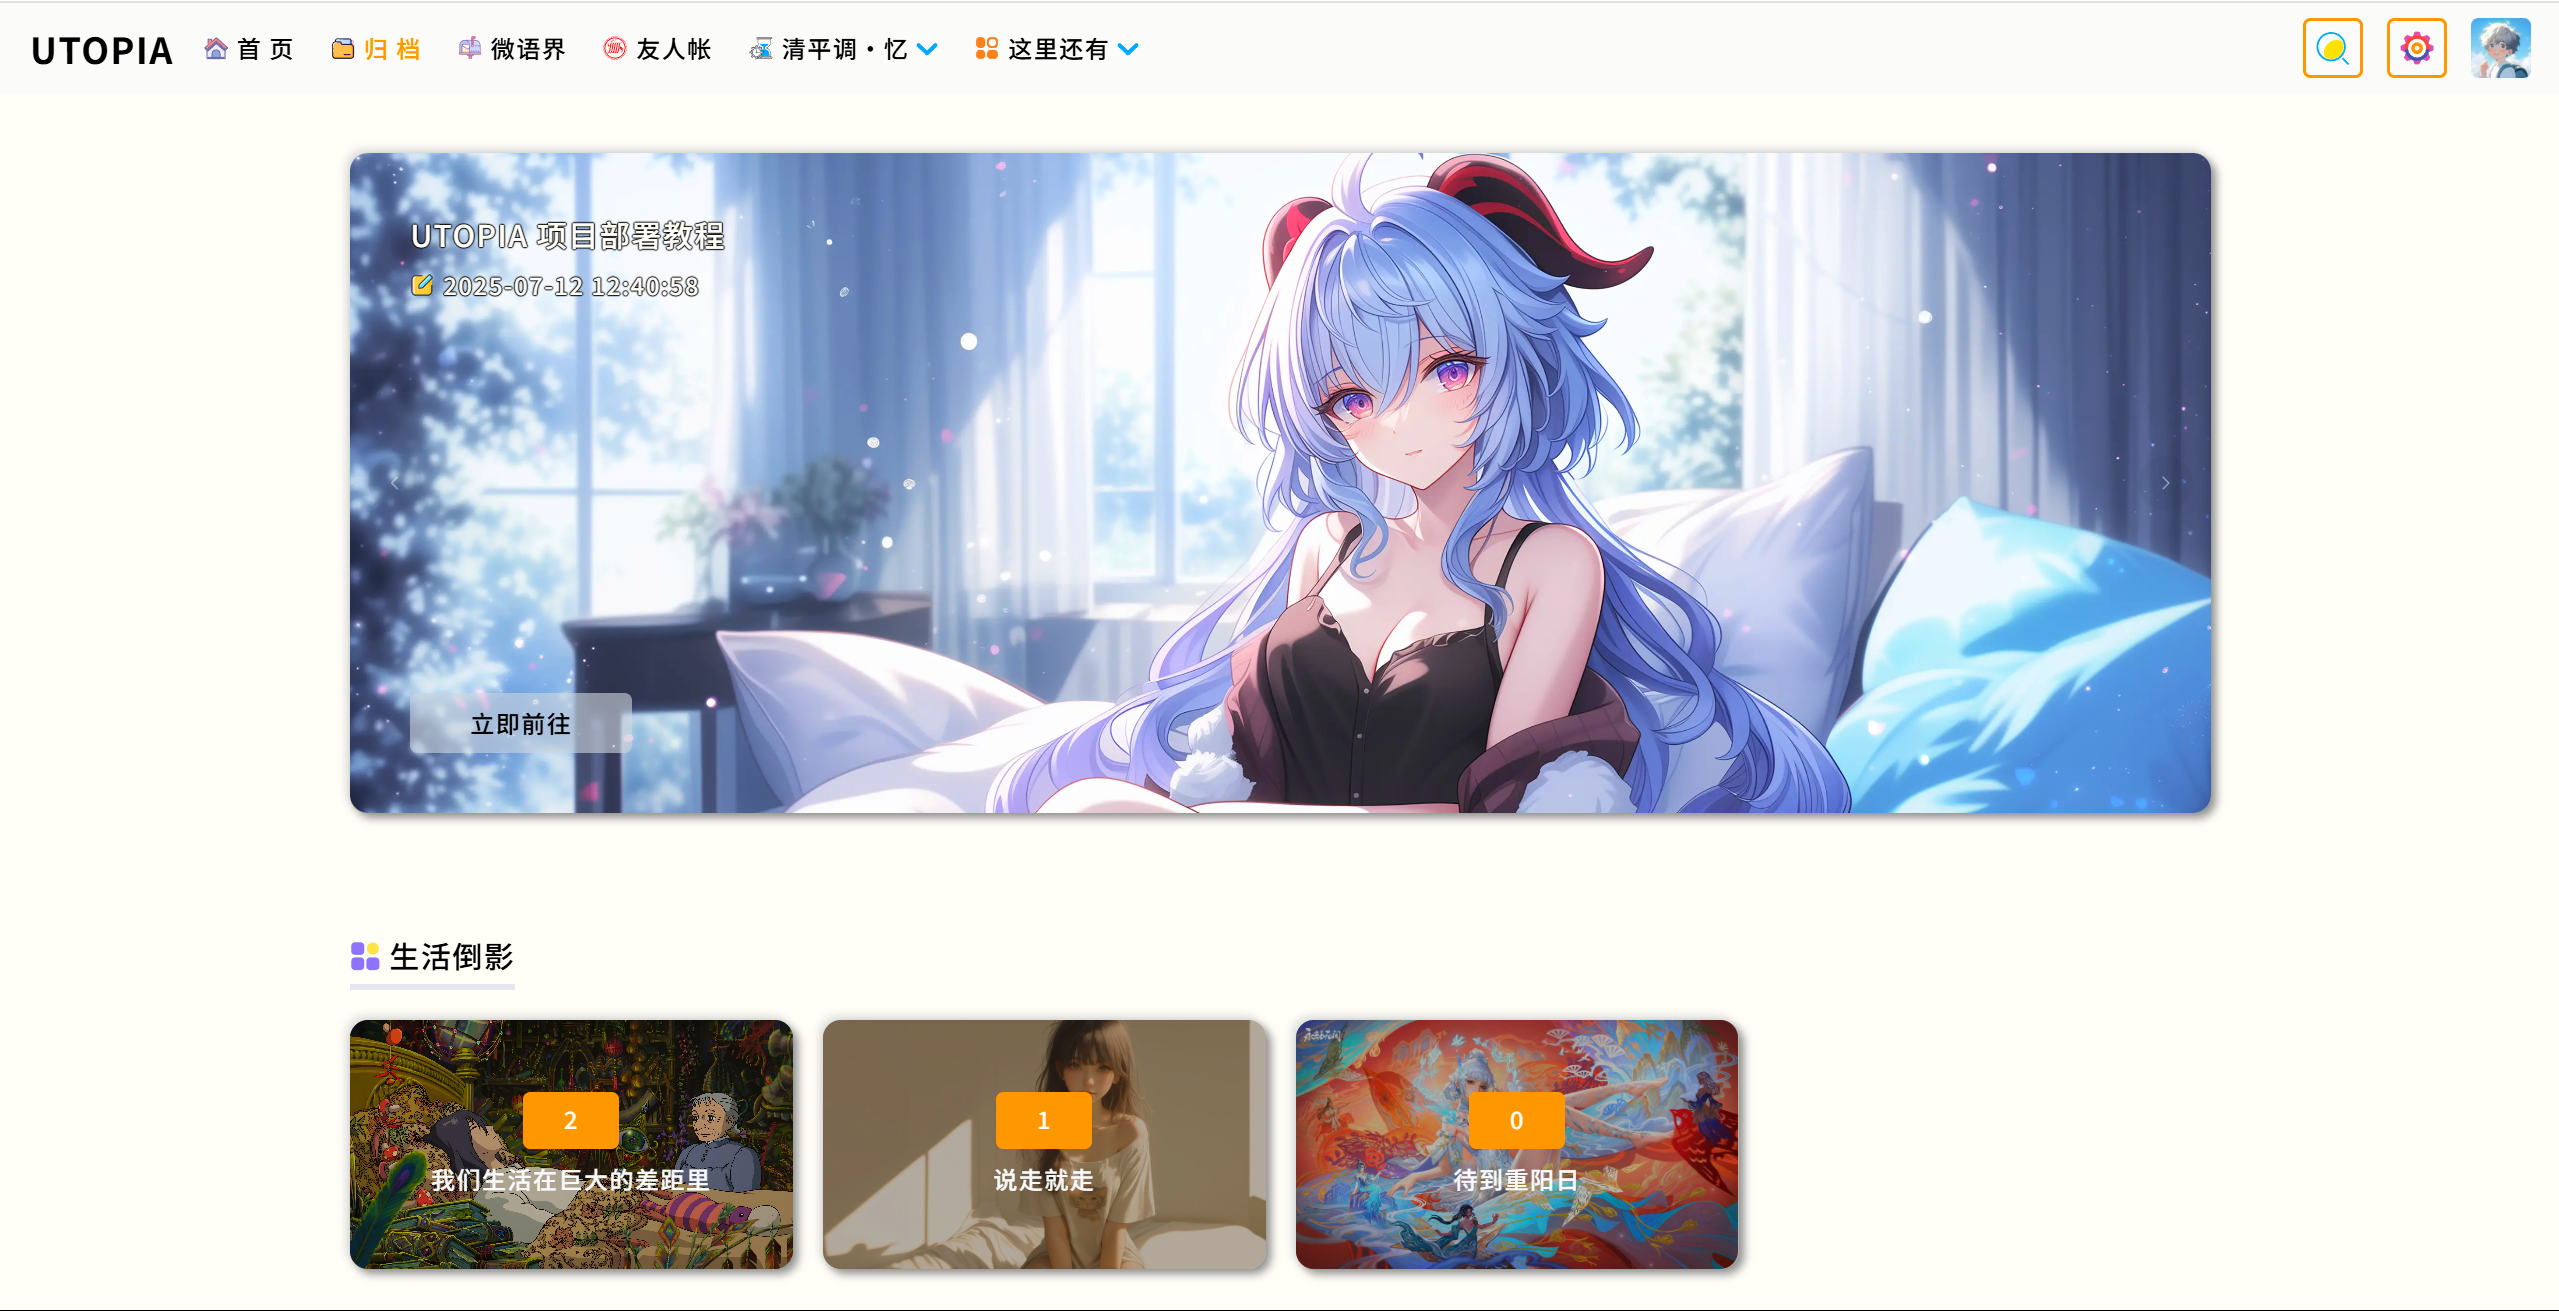 UTOPIA
首 页
归 档
微语界
友人帐
清平调·忆
这里还有
UTOPIA 项目部署教程
2025-07-12 12:40:58
立即前往
生活倒影
2
我们生活在巨大的差距里
1
说走就走
0
待到重阳日